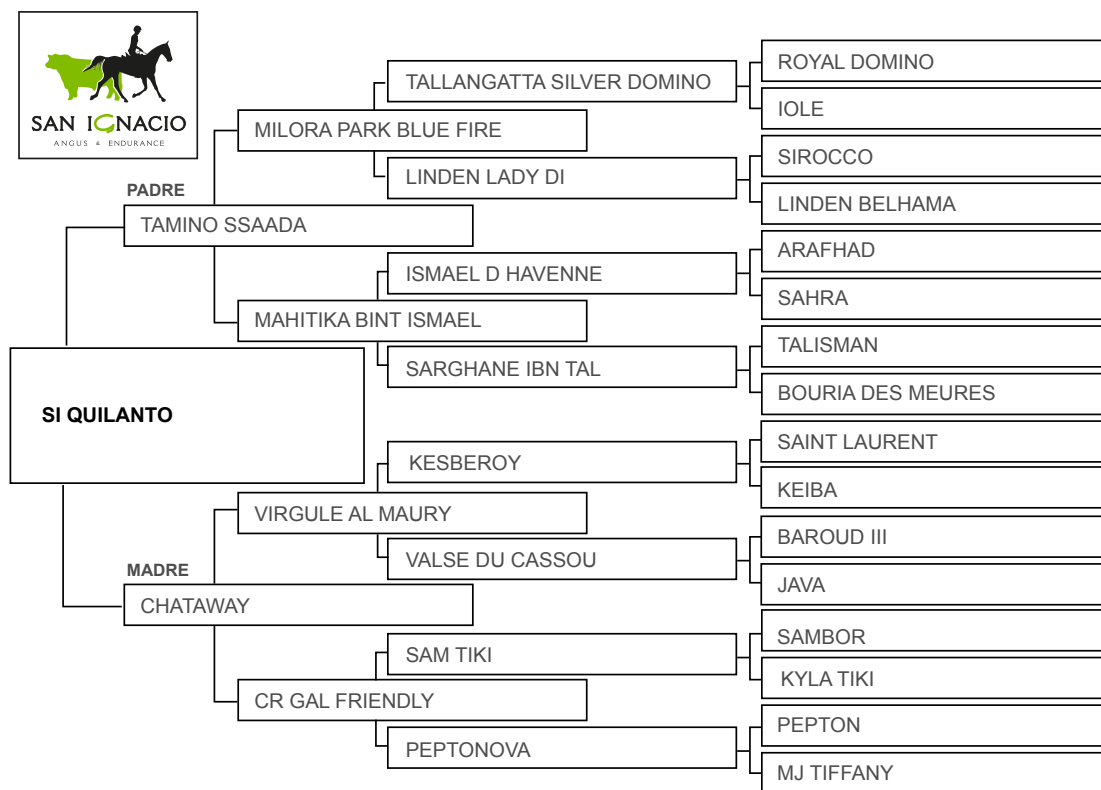 SAN IGNACIO
ANGUS & ENDURANCE
TALLANGATTA SILVER DOMINO
ROYAL DOMINO
IOLE
MILORA PARK BLUE FIRE
LINDEN LADY DI
SIROCCO
LINDEN BELHAMA
PADRE
TAMINO SSAADA
ISMAEL D HAVENNE
ARAFHAD
SAHRA
MAHITIKA BINT ISMAEL
SARGHANE IBN TAL
TALISMAN
BOURIA DES MEURES
SI QUILANTO
KESBEROY
SAINT LAURENT
KEIBA
VIRGULE AL MAURY
VALSE DU CASSOU
BAROUD III
JAVA
MADRE
CHATAWAY
SAM TIKI
SAMBOR
KYLA TIKI
CR GAL FRIENDLY
PEPTONOVA
PEPTON
MJ TIFFANY